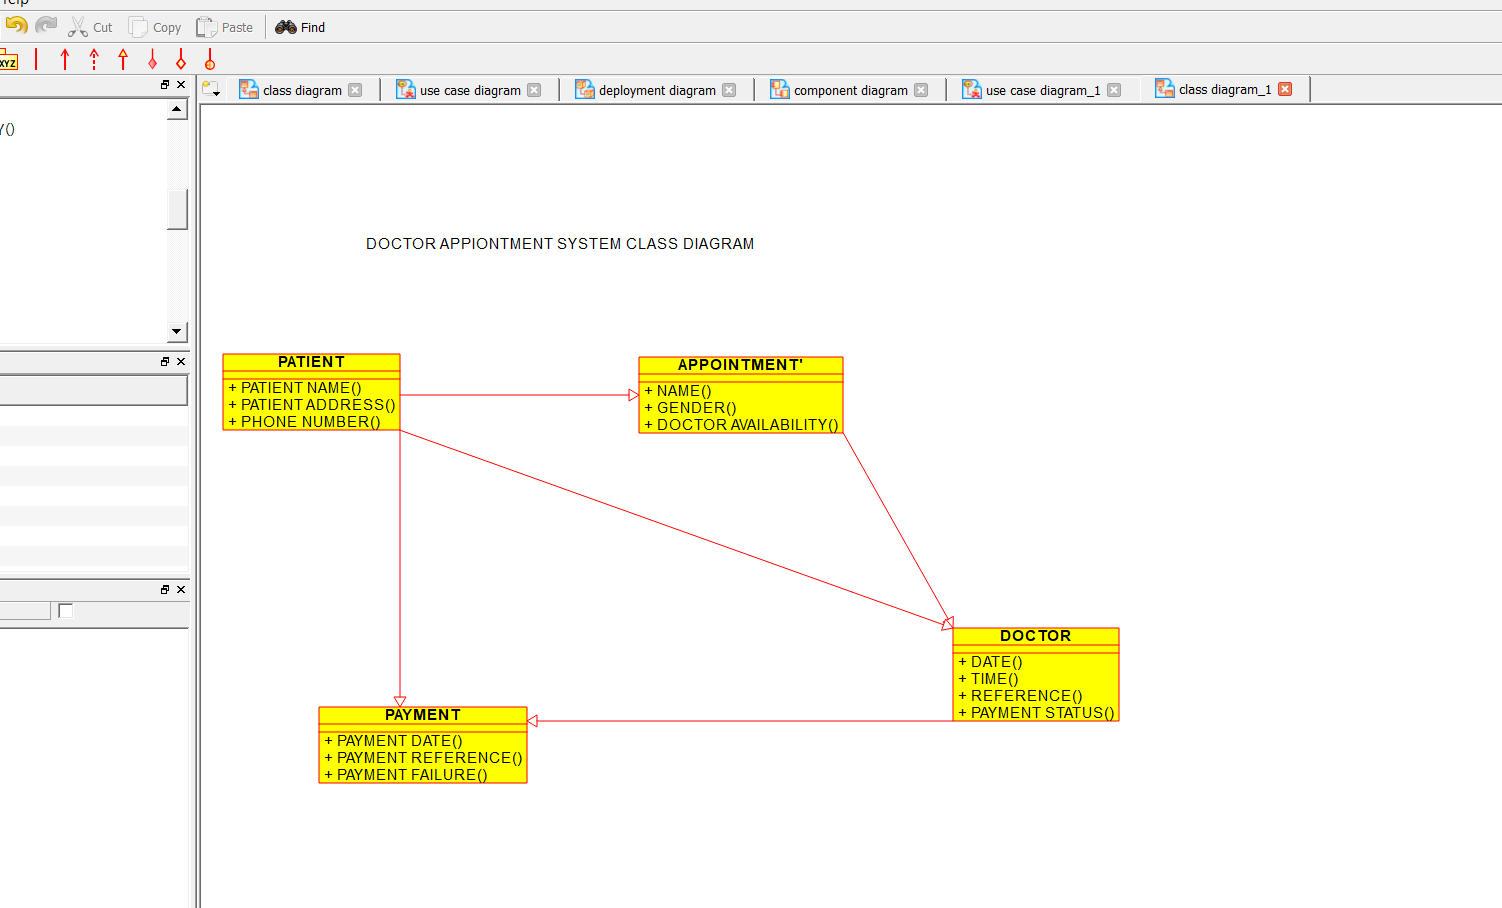 Cut Copy Paste Find
XYZ
class diagram use case diagram deployment diagram component diagram use case diagram_1 class diagram_1
Y()
DOCTOR APPIONTMENT SYSTEM CLASS DIAGRAM
PATIENT
+ PATIENT NAME()
+ PATIENT ADDRESS()
+ PHONE NUMBER()
APPOINTMENT'
+ NAME()
+ GENDER()
+ DOCTOR AVAILABILITY()
DOCTOR
+ DATE()
+ TIME()
+ REFERENCE()
+ PAYMENT STATUS()
PAYMENT
+ PAYMENT DATE()
+ PAYMENT REFERENCE()
+ PAYMENT FAILURE()